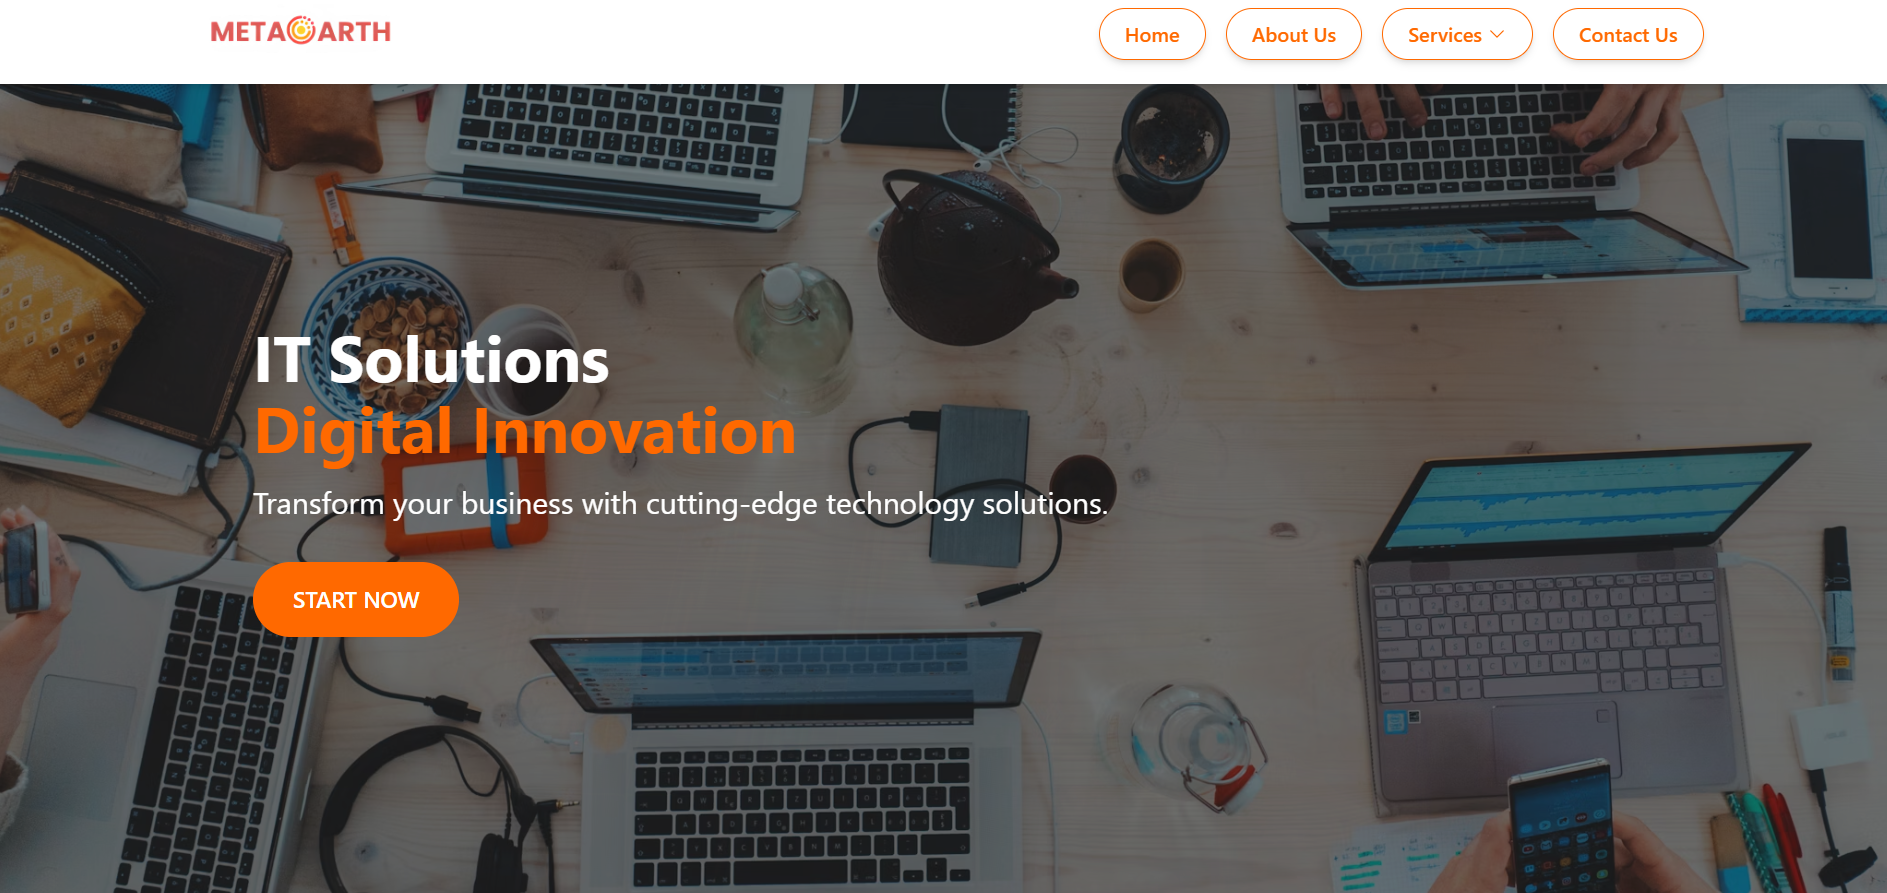 META ARTH
Home
About Us
Services
Contact Us
IT Solutions
Digital Innovation
Transform your business with cutting-edge technology solutions.
START NOW